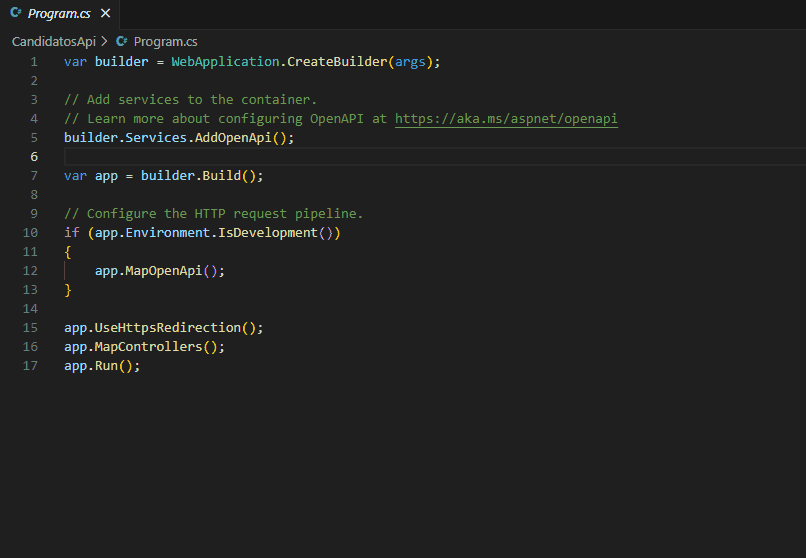 C# Program.cs ×
CandidatosApi > C# Program.cs
1 var builder = WebApplication.CreateBuilder(args);
2
3 // Add services to the container.
4 // Learn more about configuring OpenAPI at https://aka.ms/aspnet/openapi
5 builder.Services.AddOpenApi();
6
7 var app = builder.Build();
8
9 // Configure the HTTP request pipeline.
10 if (app.Environment.IsDevelopment())
11 {
12     app.MapOpenApi();
13 }
14
15 app.UseHttpsRedirection();
16 app.MapControllers();
17 app.Run();